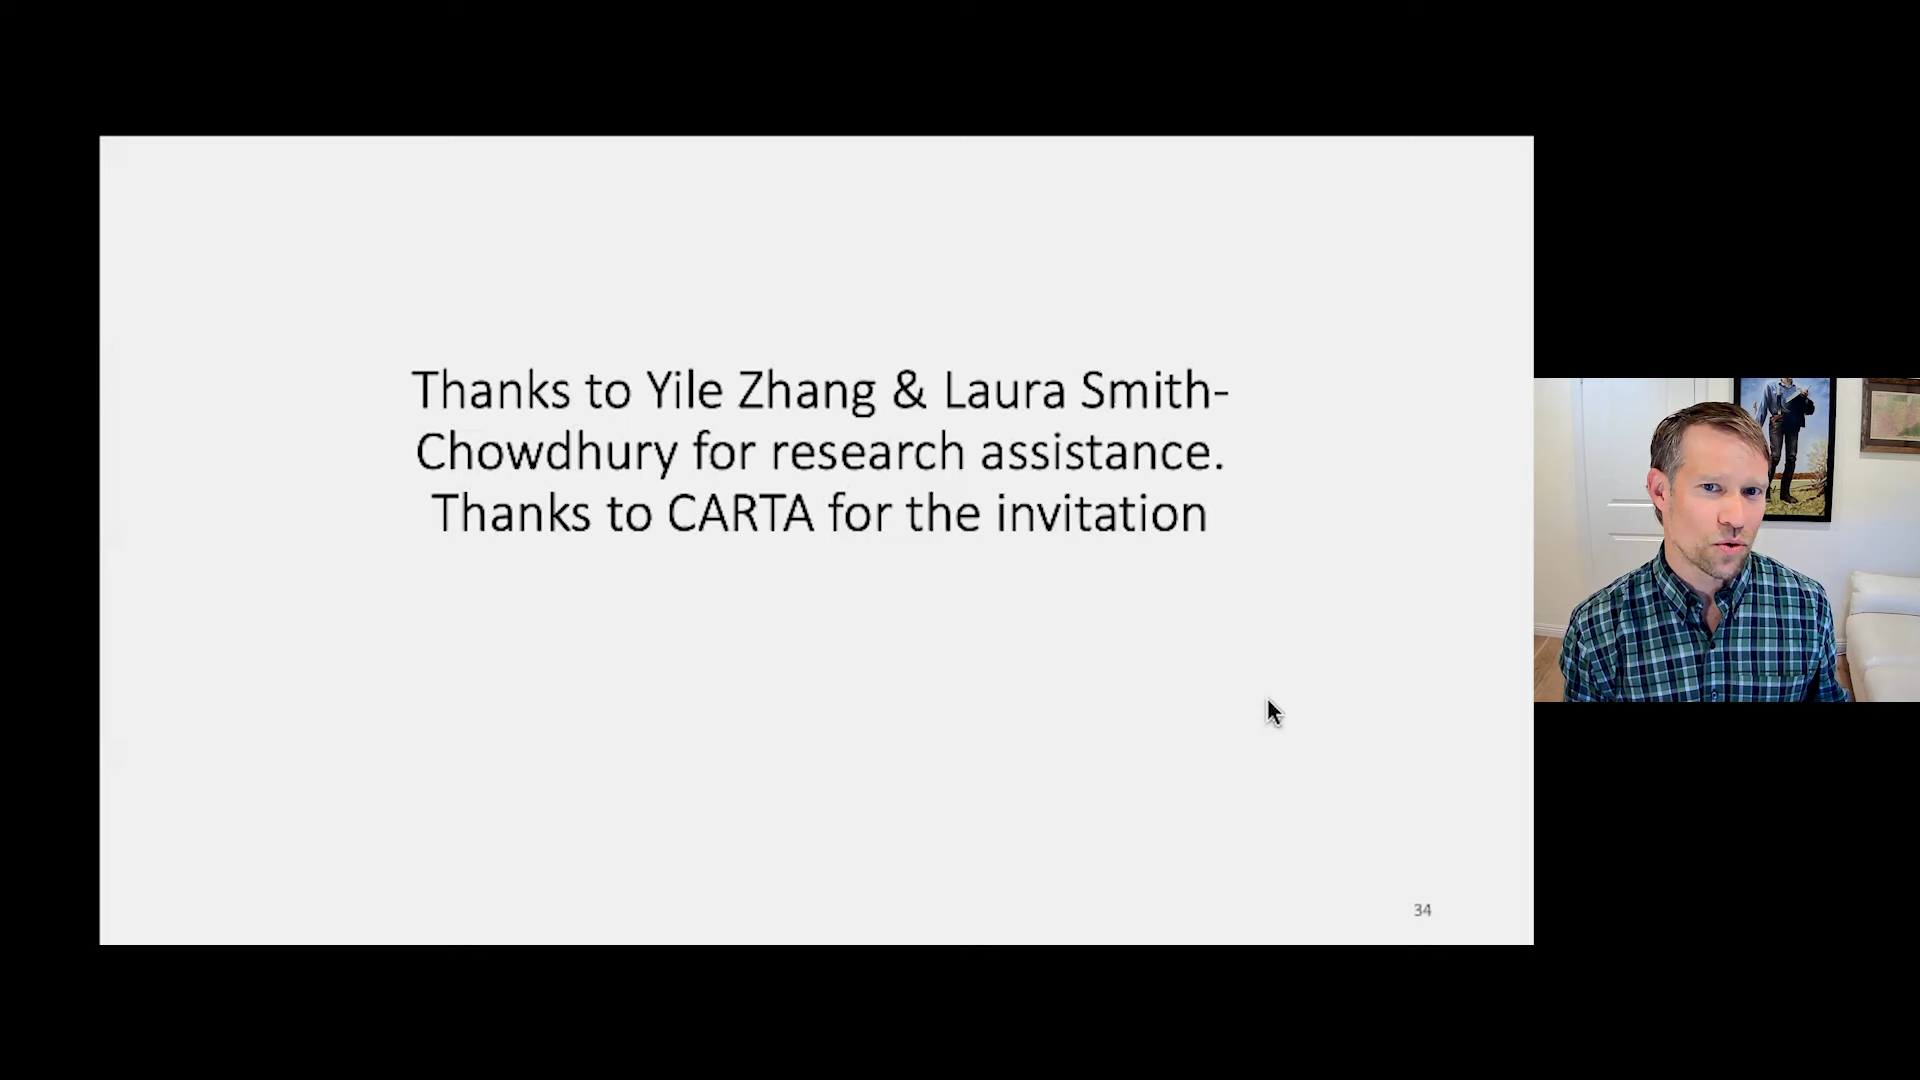 Thanks to Yile Zhang & Laura Smith-
Chowdhury for research assistance.
Thanks to CARTA for the invitation
34